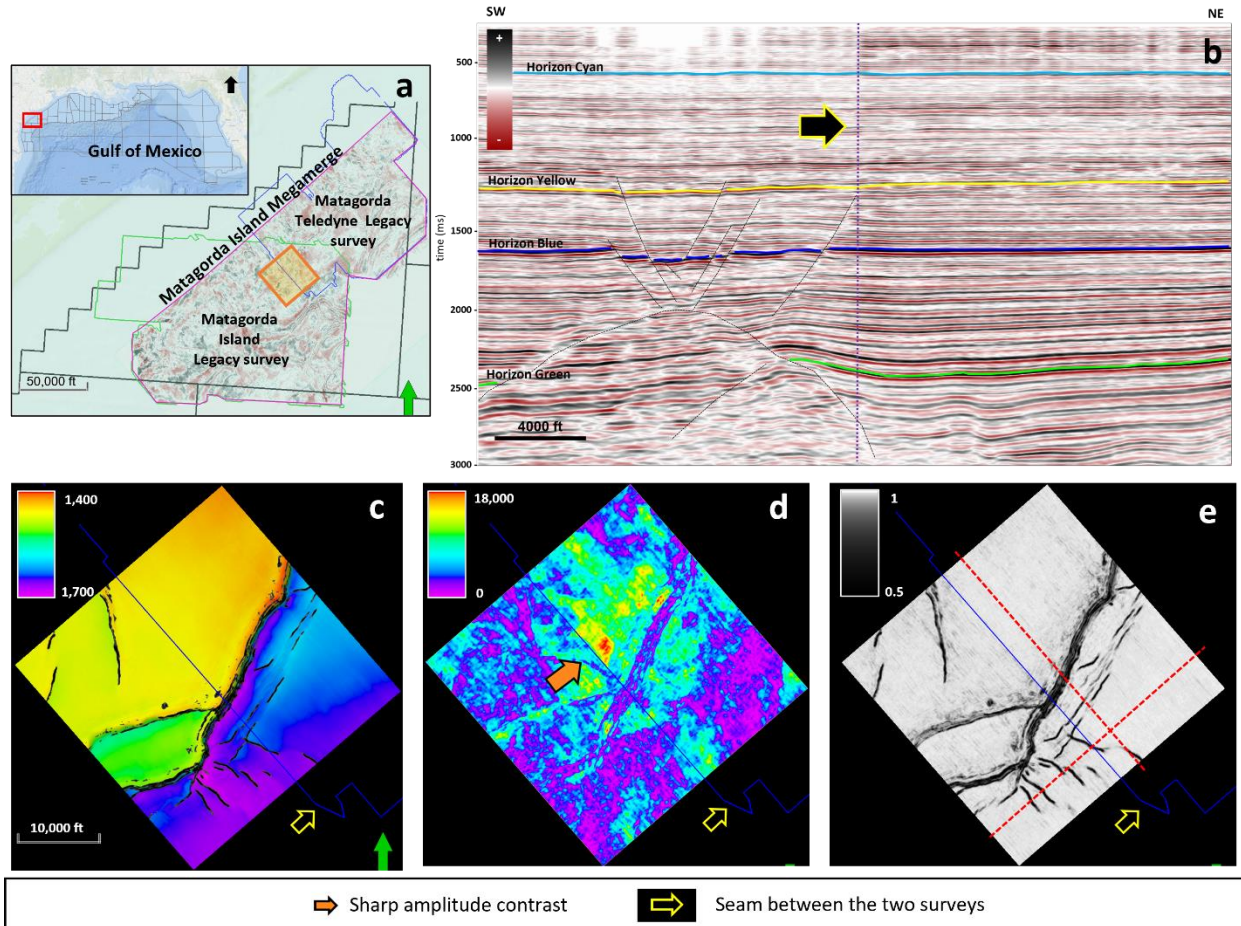 a
Gulf of Mexico
Matagorda Island Megamerge
Matagorda
Teledyne Legacy
survey
Matagorda
Island
Legacy survey
50,000 ft
SW
NE
b
+
-
Horizon Cyan
Horizon Yellow
Horizon Blue
Horizon Green
time (ms)
500
1000
1500
2000
2500
3000
4000 ft
c
1,400
1,700
10,000 ft
d
18,000
0
e
1
0.5
Sharp amplitude contrast
Seam between the two surveys